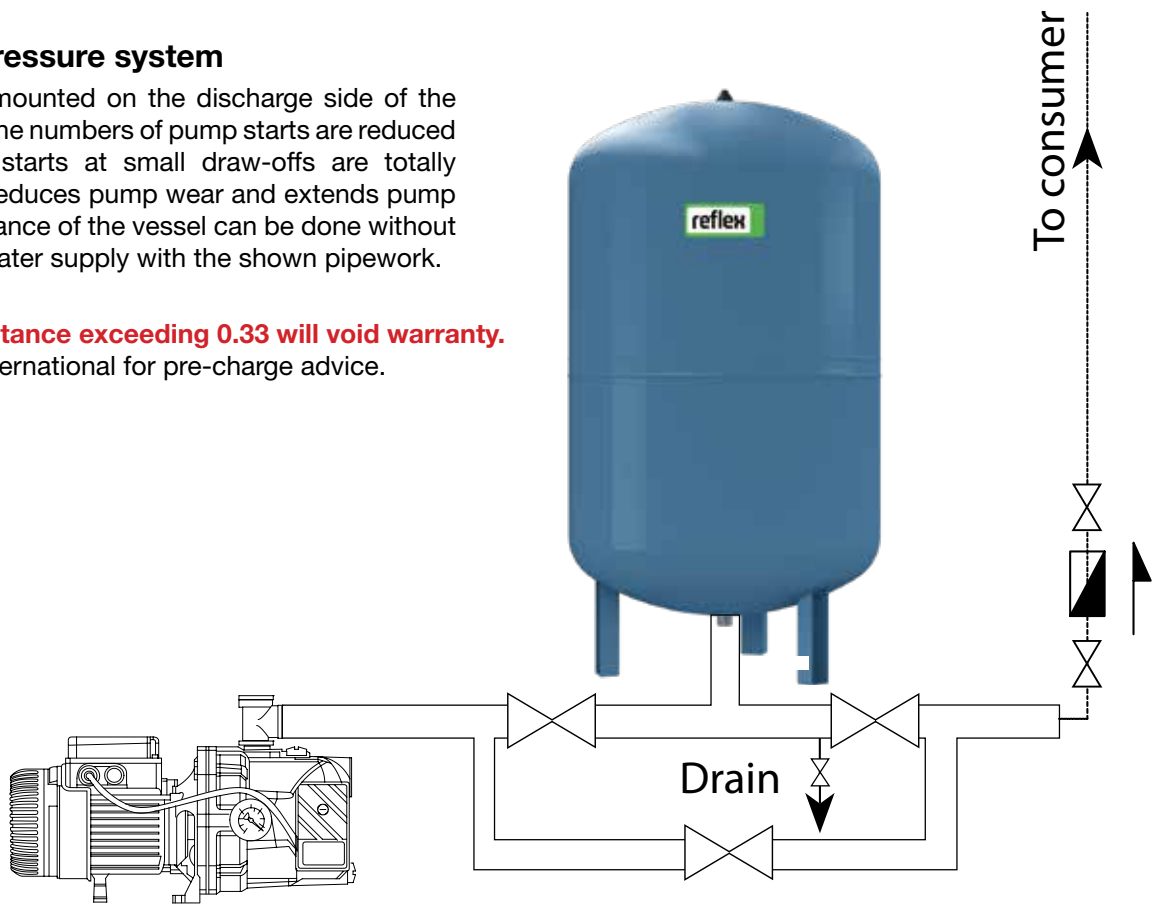 ressure system
mounted on the discharge side of the
ne numbers of pump starts are reduced
starts at small draw-offs are totally
educes pump wear and extends pump
ance of the vessel can be done without
ater supply with the shown pipework.
tance exceeding 0.33 will void warranty.
ernational for pre-charge advice.
reflex
To consumer
Drain